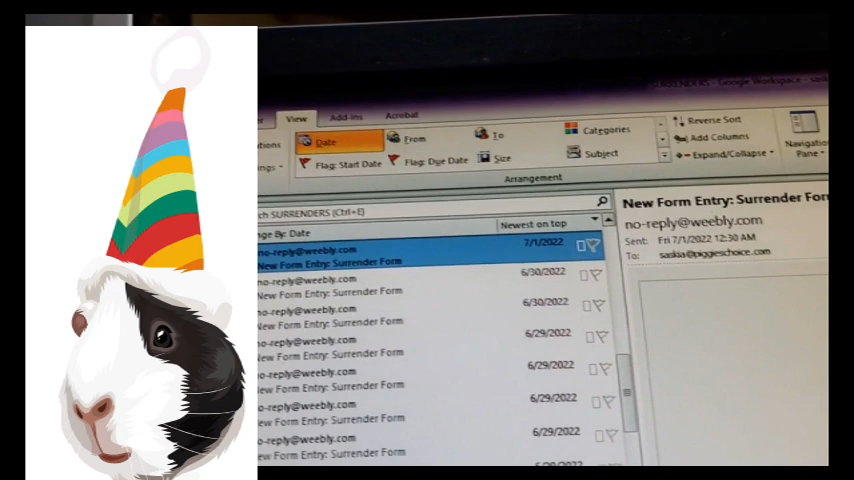 SURRENDERS - Google Workspace - sask
View Add-Ins Acrobat
Date From To Categories Reverse Sort
Add Columns
Flag: Start Date Flag: Due Date Size Subject Expand/Collapse Navigation
Pane
Arrangement
ch SURRENDERS (Ctrl+E)
nge By: Date Newest on top
no-reply@weebly.com 7/1/2022
New Form Entry: Surrender Form
no-reply@weebly.com 6/30/2022
New Form Entry: Surrender Form
no-reply@weebly.com 6/30/2022
New Form Entry: Surrender Form
no-reply@weebly.com 6/29/2022
New Form Entry: Surrender Form
no-reply@weebly.com 6/29/2022
New Form Entry: Surrender Form
no-reply@weebly.com 6/29/2022
New Form Entry: Surrender Form
no-reply@weebly.com 6/29/2022
New Form Entry: Surrender Form
New Form Entry: Surrender For
no-reply@weebly.com
Sent: Fri 7/1/2022 12:30 AM
To: saskia@piggieschoice.com